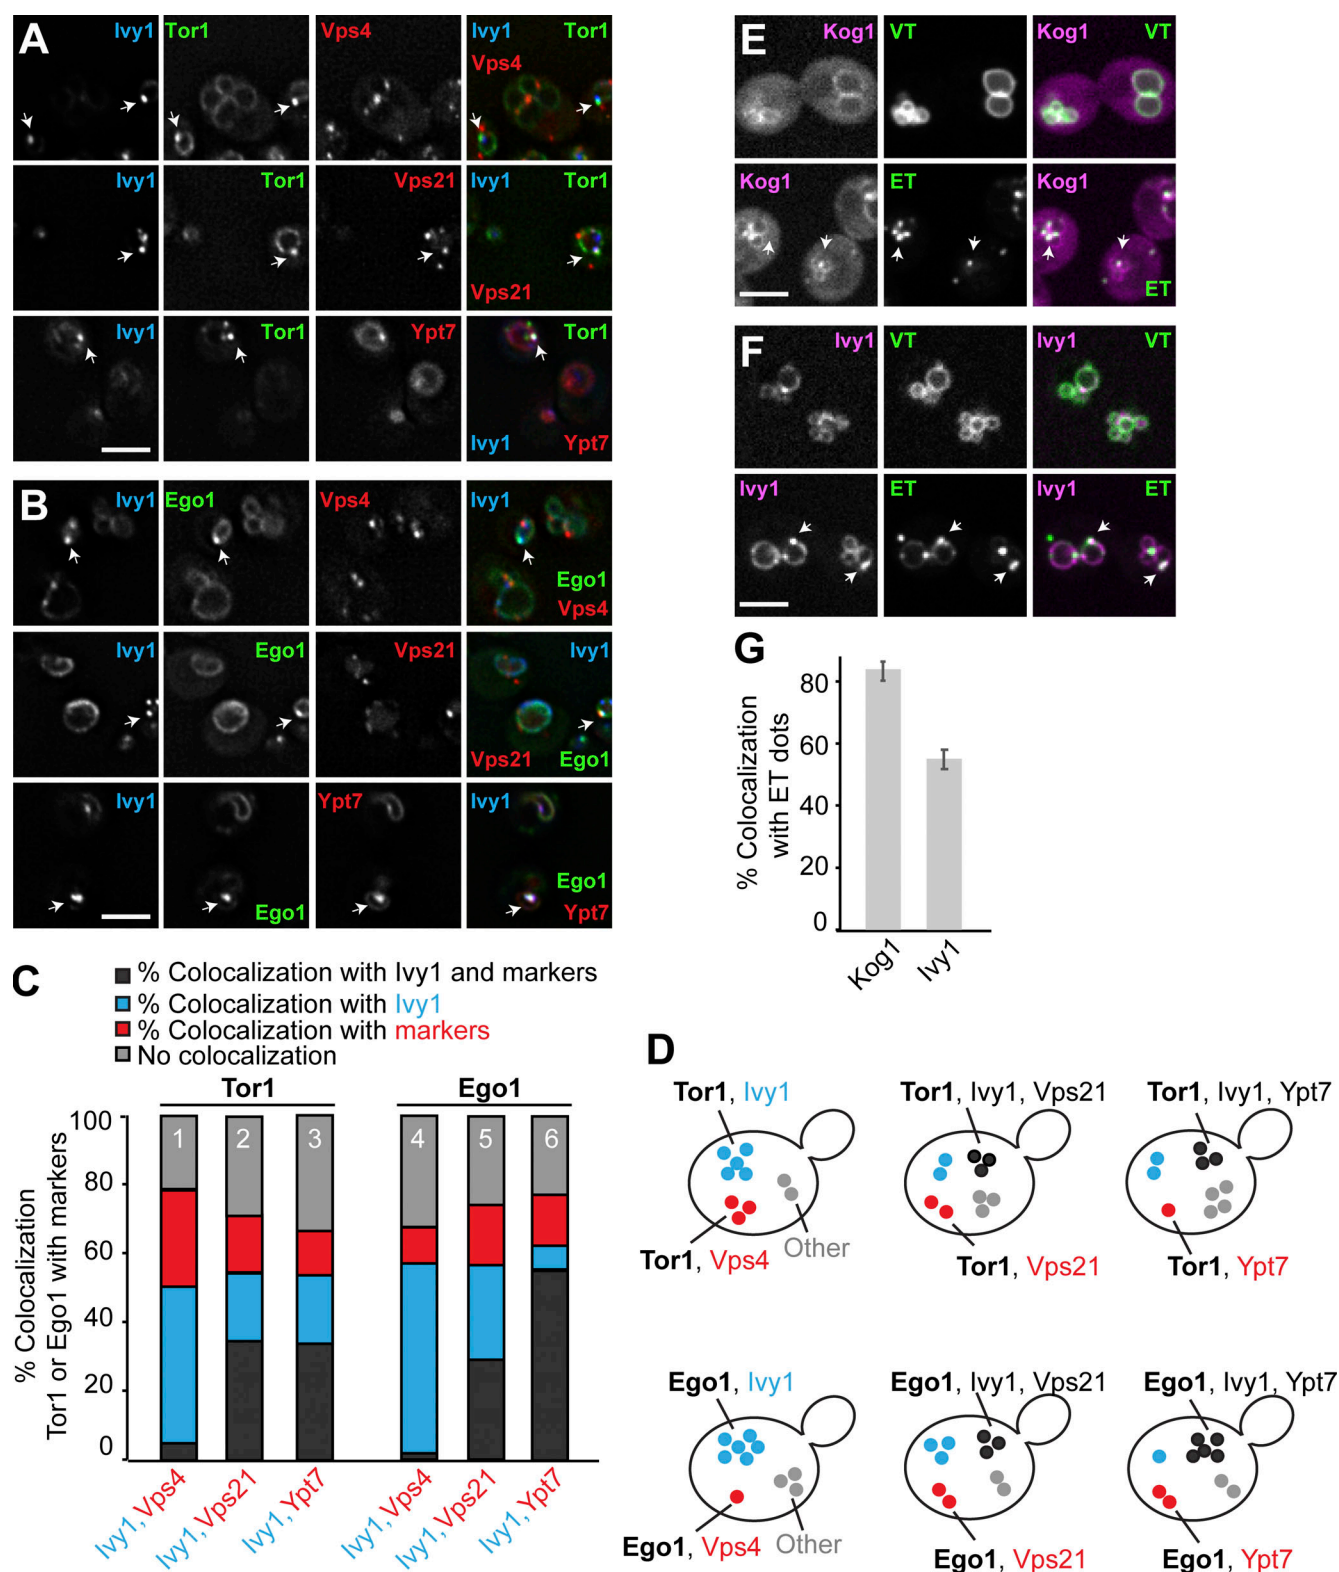 A
Ivy1
Tor1
Vps4
Ivy1 Tor1
Vps4
Ivy1
Tor1
Vps21
Ivy1 Tor1
Vps21
Ivy1
Tor1
Ypt7
Tor1
Ivy1 Ypt7
B
Ivy1
Ego1
Vps4
Ivy1
Ego1
Vps4
Ivy1
Ego1
Vps21
Ivy1
Vps21 Ego1
Ivy1
Ego1
Ypt7
Ivy1
Ego1
Ypt7
C
% Colocalization with Ivy1 and markers
% Colocalization with Ivy1
% Colocalization with markers
No colocalization
Tor1
Ego1
% Colocalization
Tor1 or Ego1 with markers
100
80
60
40
20
0
1
2
3
4
5
6
Ivy1,Vps4
Ivy1,Vps21
Ivy1,Ypt7
Ivy1,Vps4
Ivy1,Vps21
Ivy1,Ypt7
E
Kog1
VT
Kog1 VT
Kog1
ET
Kog1
ET
F
Ivy1
VT
Ivy1 VT
Ivy1
ET
Ivy1 ET
G
% Colocalization
with ET dots
80
60
40
20
0
Kog1
Ivy1
D
Tor1, Ivy1
Tor1, Vps4
Other
Tor1, Ivy1, Vps21
Tor1, Vps21
Tor1, Ivy1, Ypt7
Tor1, Ypt7
Ego1, Ivy1
Ego1, Vps4
Other
Ego1, Ivy1, Vps21
Ego1, Vps21
Ego1, Ivy1, Ypt7
Ego1, Ypt7